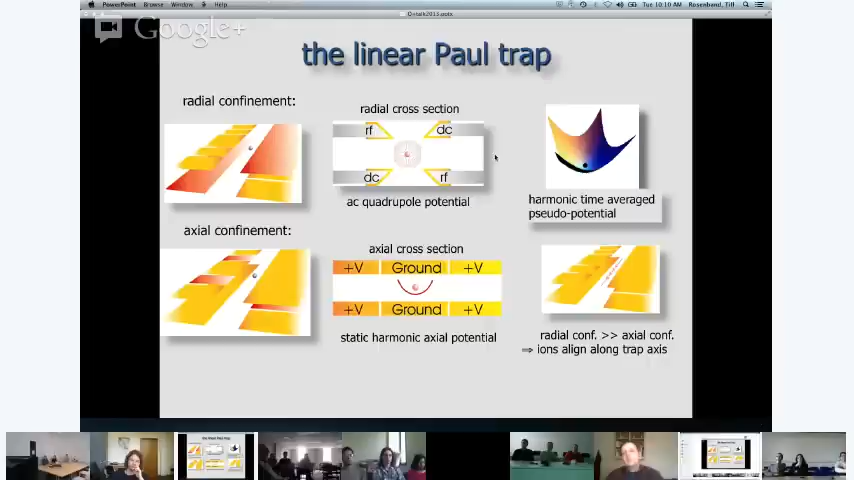 PowerPoint Browse Window Help
Tue 10:10 AM Rosenband, Till
Q+talk2013.pptx
Google+
the linear Paul trap
radial confinement:
radial cross section
rf dc
dc rf
ac quadrupole potential
harmonic time averaged
pseudo-potential
axial confinement:
axial cross section
+V Ground +V
+V Ground +V
static harmonic axial potential
radial conf. >> axial conf.
⇒ ions align along trap axis